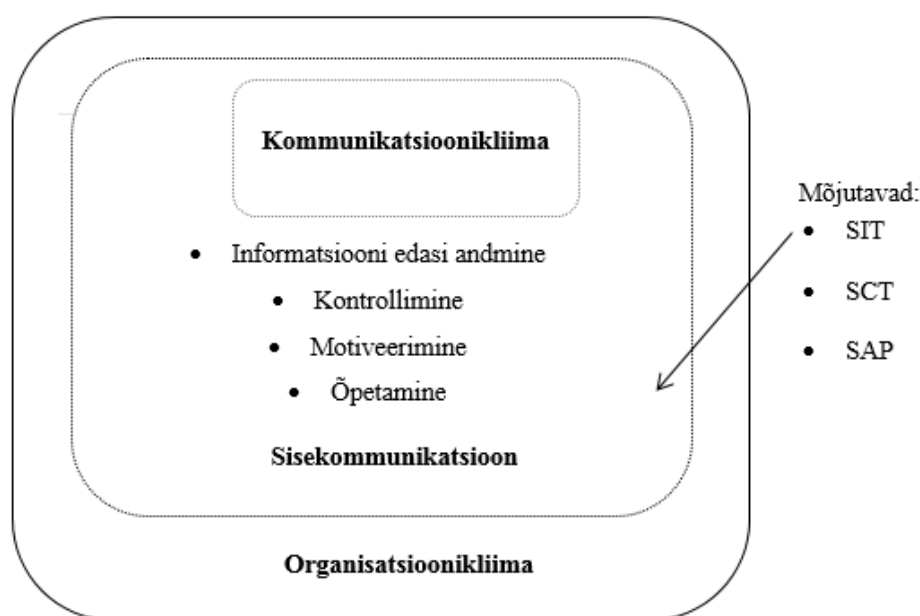 Kommunikatsioonikliima
• Informatsiooni edasi andmine
• Kontrollimine
• Motiveerimine
• Õpetamine
Sisekommunikatsioon
Organisatsioonikliima
Mõjutavad:
• SIT
• SCT
• SAP